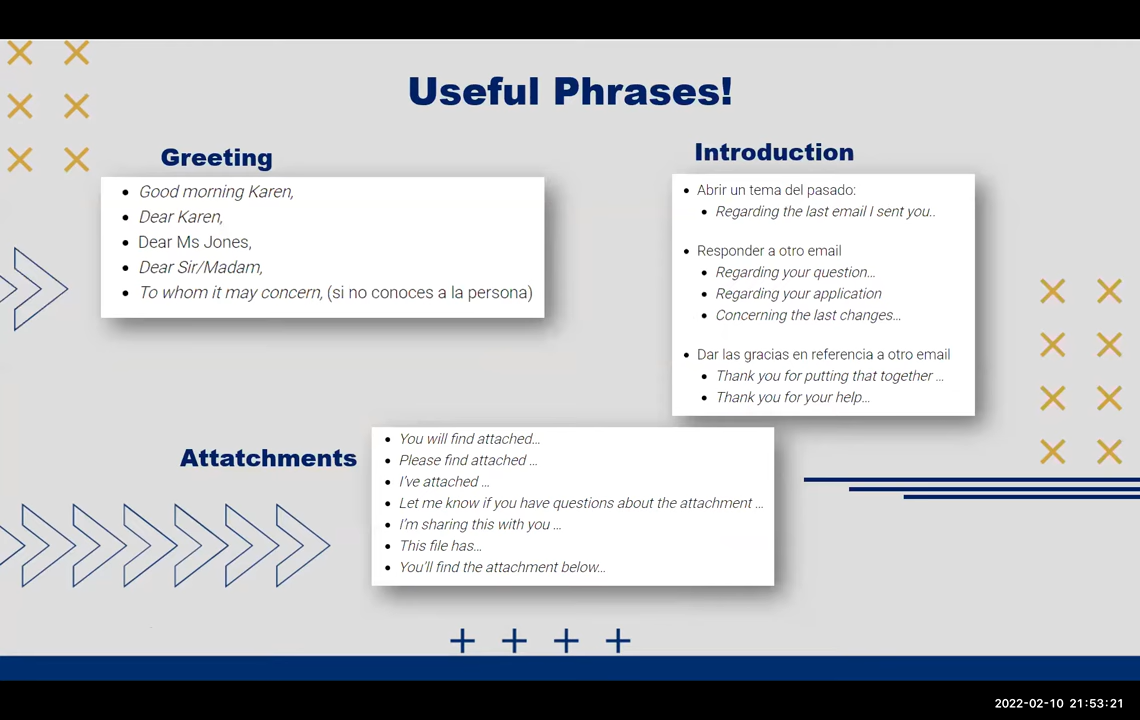 Useful Phrases!
Greeting
Good morning Karen,
Dear Karen,
Dear Ms Jones,
Dear Sir/Madam,
To whom it may concern, (si no conoces a la persona)
Introduction
Abrir un tema del pasado:
Regarding the last email I sent you..
Responder a otro email
Regarding your question...
Regarding your application
Concerning the last changes...
Dar las gracias en referencia a otro email
Thank you for putting that together ...
Thank you for your help...
Attatchments
You will find attached...
Please find attached ...
I've attached ...
Let me know if you have questions about the attachment ...
I'm sharing this with you ...
This file has...
You'll find the attachment below...
2022-02-10 21:53:21